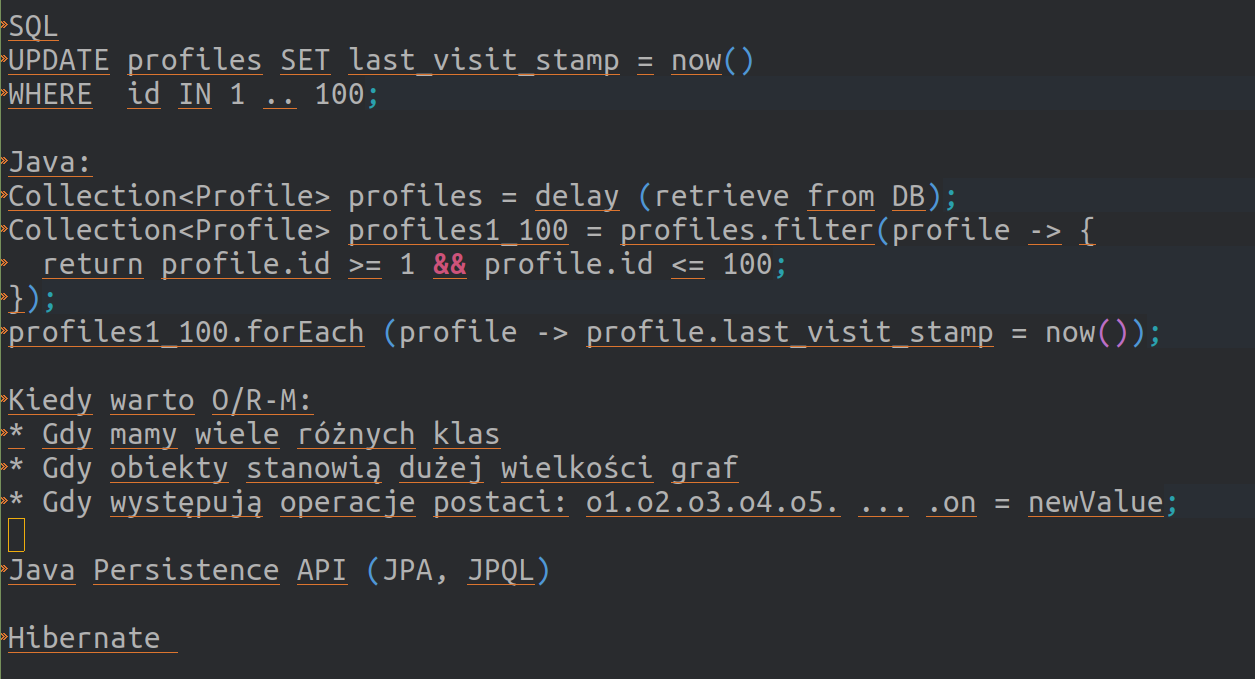 SQL
UPDATE profiles SET last_visit_stamp = now()
WHERE  id IN 1 .. 100;
Java:
Collection<Profile> profiles = delay (retrieve from DB);
Collection<Profile> profiles1_100 = profiles.filter(profile -> {
  return profile.id >= 1 && profile.id <= 100;
});
profiles1_100.forEach (profile -> profile.last_visit_stamp = now());
Kiedy warto O/R-M:
* Gdy mamy wiele różnych klas
* Gdy obiekty stanowią dużej wielkości graf
* Gdy występują operacje postaci: o1.o2.o3.o4.o5. ... .on = newValue;
Java Persistence API (JPA, JPQL)
Hibernate